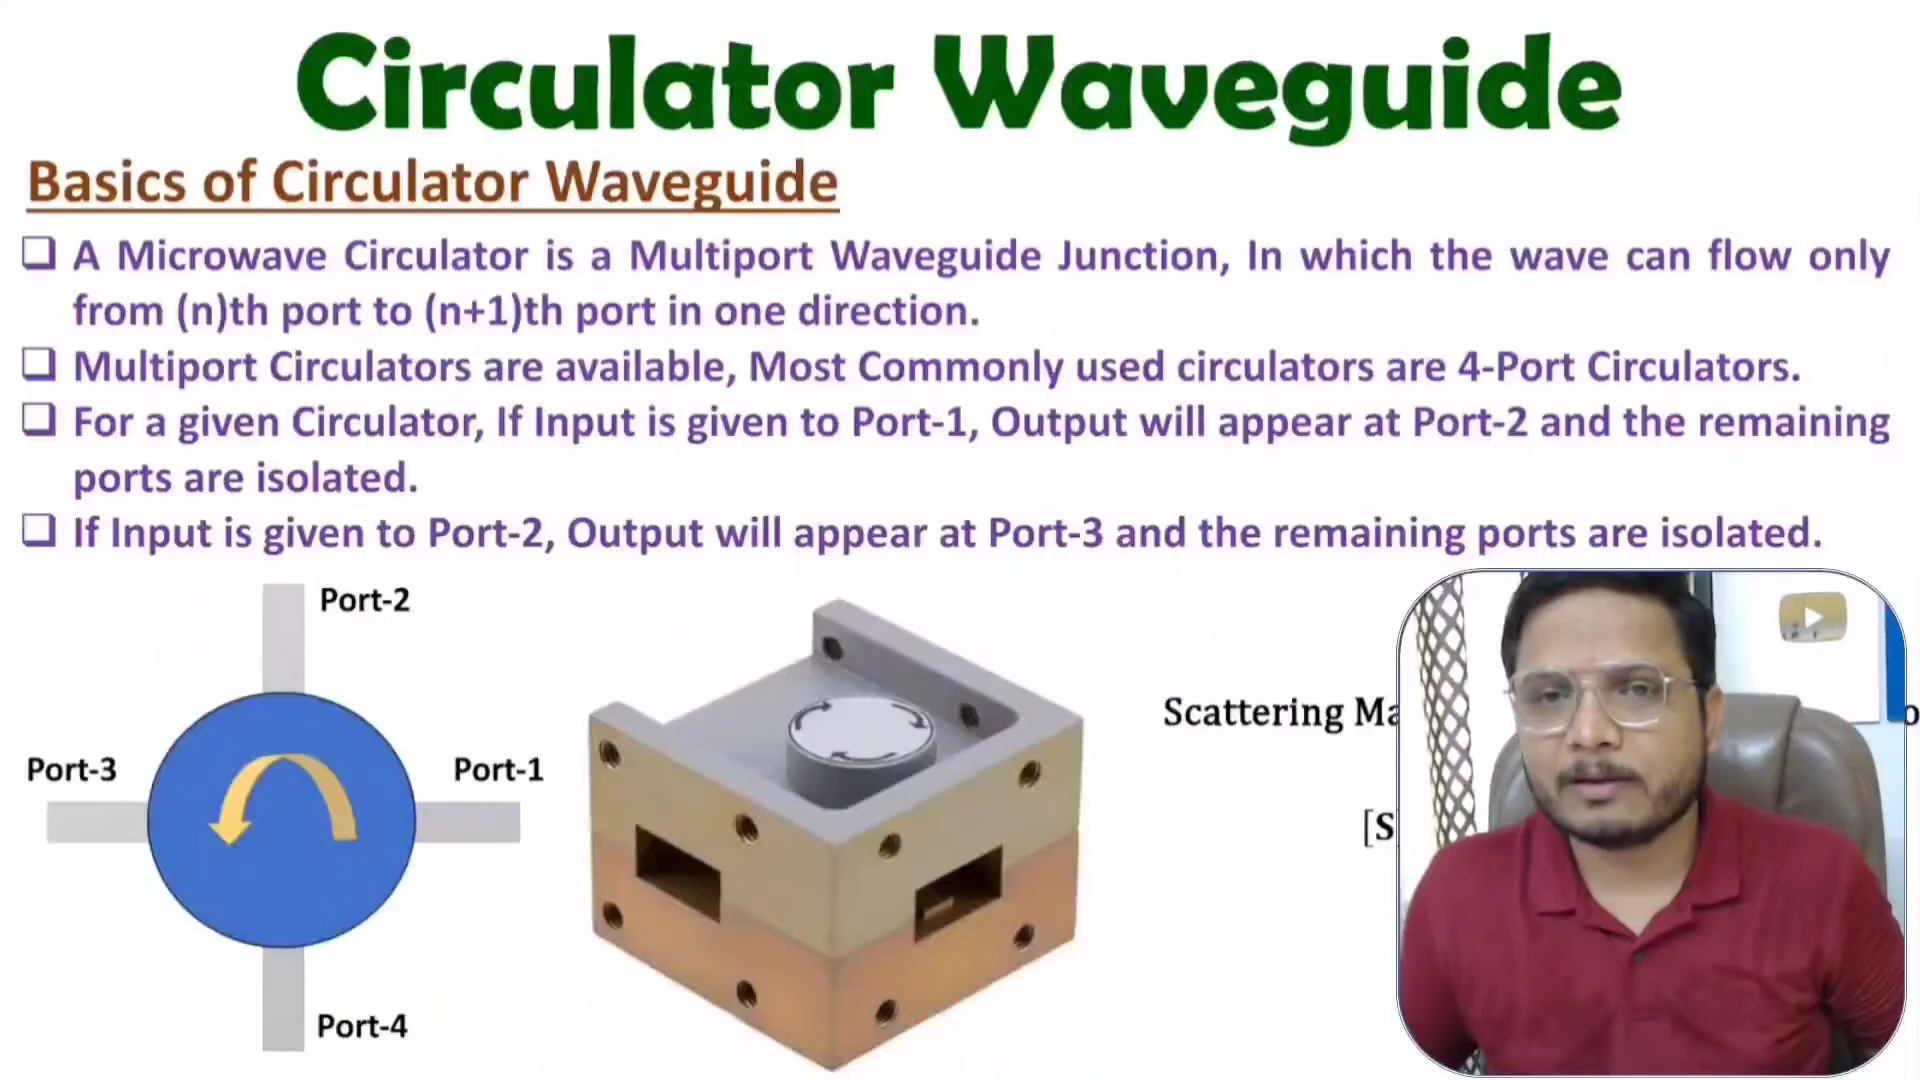 Circulator Waveguide
Basics of Circulator Waveguide
❑ A Microwave Circulator is a Multiport Waveguide Junction, In which the wave can flow only
from (n)th port to (n+1)th port in one direction.
❑ Multiport Circulators are available, Most Commonly used circulators are 4-Port Circulators.
❑ For a given Circulator, If Input is given to Port-1, Output will appear at Port-2 and the remaining
ports are isolated.
❑ If Input is given to Port-2, Output will appear at Port-3 and the remaining ports are isolated.
Port-2
Port-3
Port-1
Port-4
Scattering